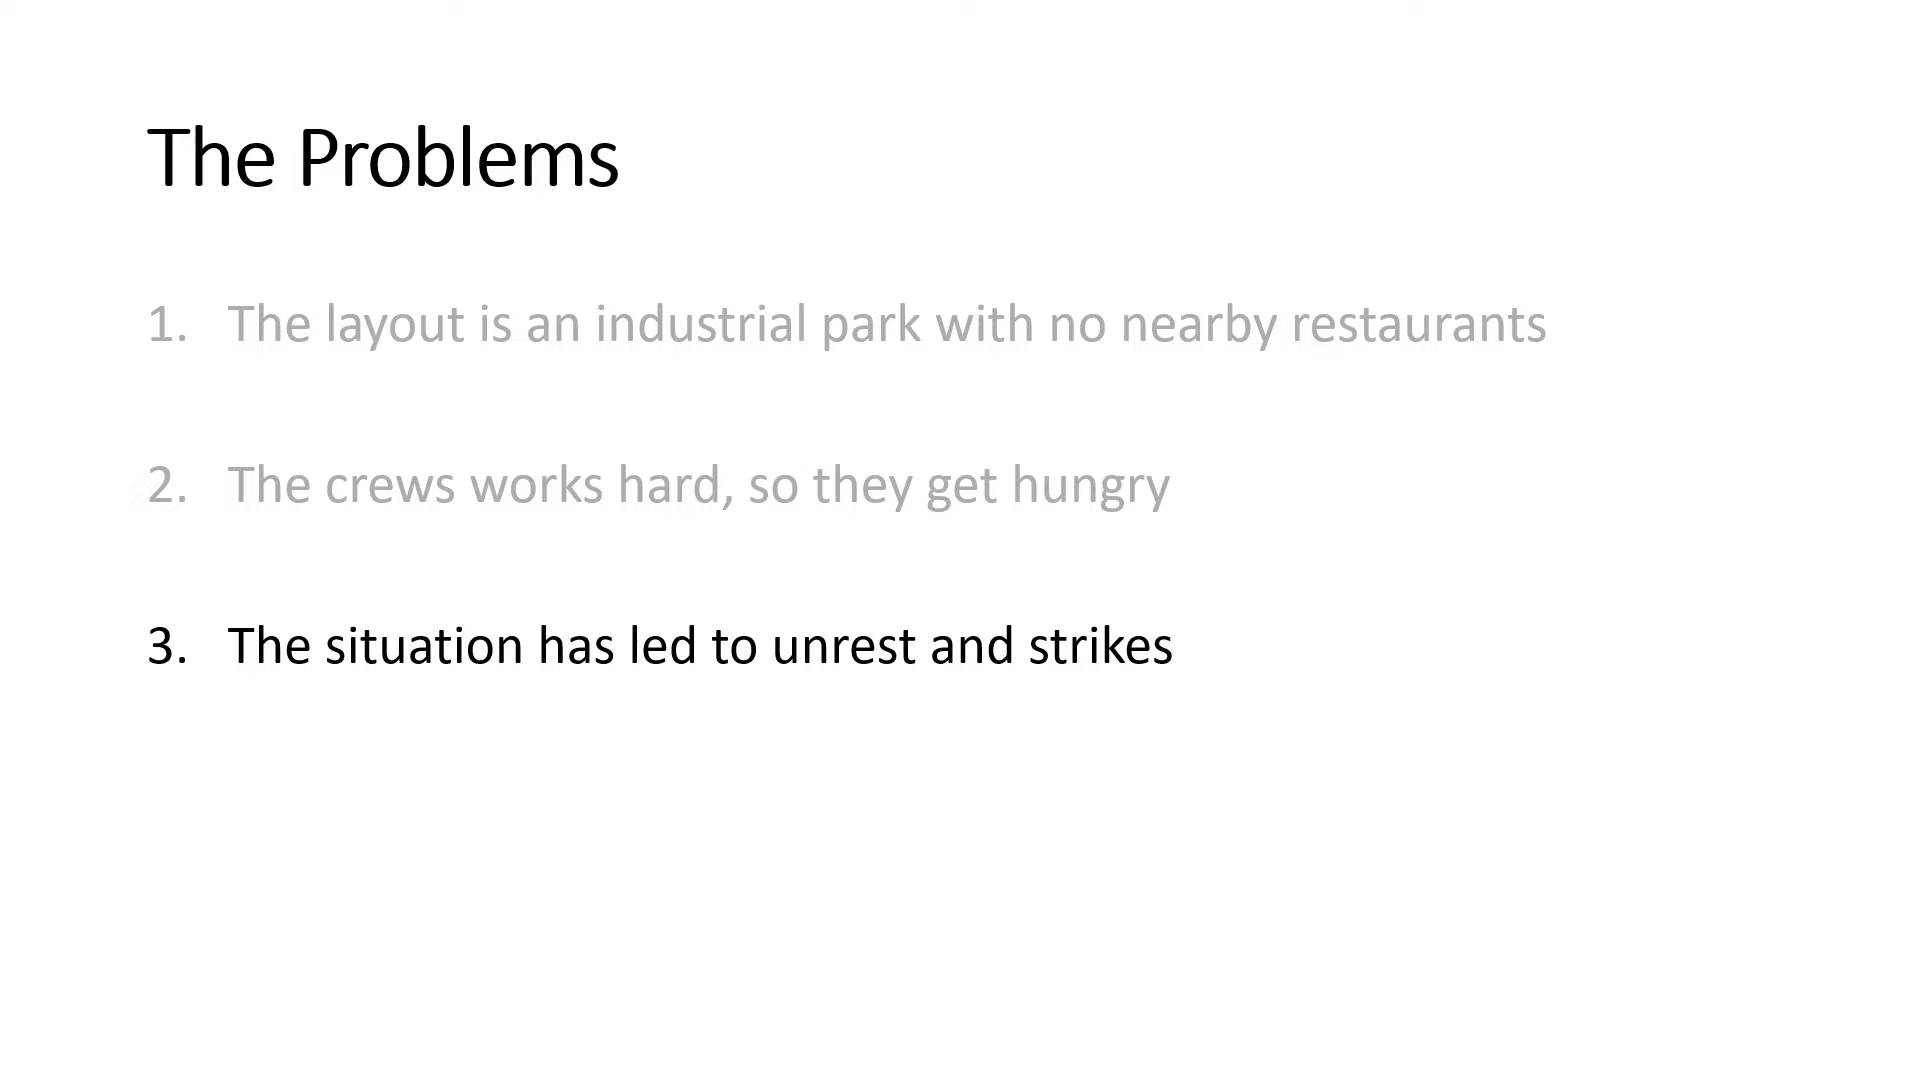 The Problems
1. The layout is an industrial park with no nearby restaurants
2. The crews works hard, so they get hungry
3. The situation has led to unrest and strikes